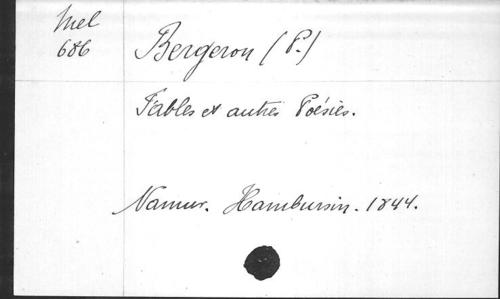 Mel
686
Bergeron (P.)
Fables et autres Poésies.
Namur. Hambursin. 1844.